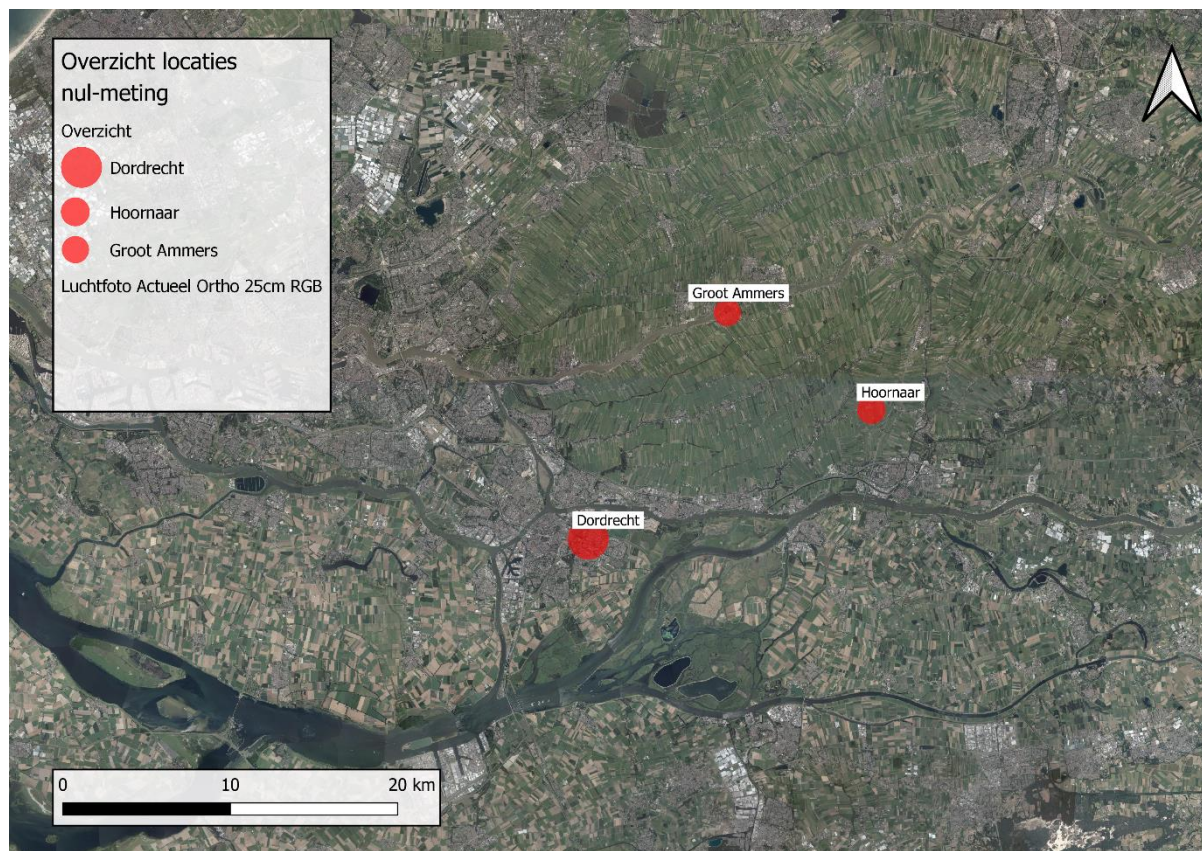 Overzicht locaties
nul-meting
Overzicht
Dordrecht
Hoornaar
Groot Ammers
Luchtfoto Actueel Ortho 25cm RGB
Groot Ammers
Hoornaar
Dordrecht
0 10 20 km